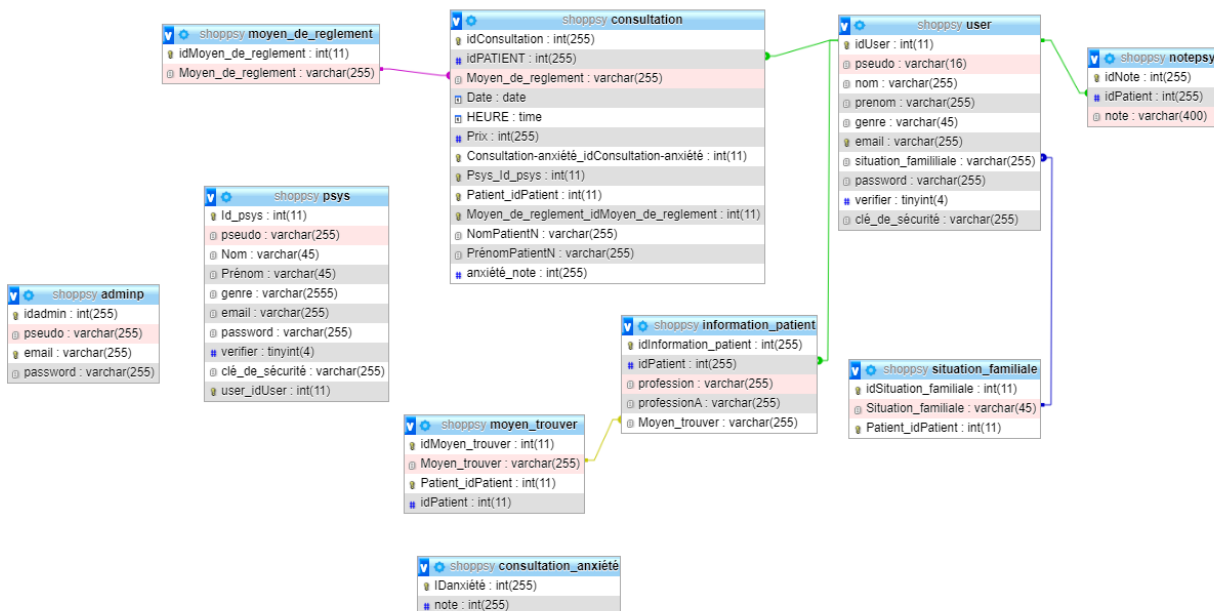 shoppsy moyen_de_reglement
idMoyen_de_reglement : int(11)
Moyen_de_reglement : varchar(255)
shoppsy consultation
idConsultation : int(255)
idPATIENT : int(255)
Moyen_de_reglement : varchar(255)
Date : date
HEURE : time
Prix : int(255)
Consultation-anxiété_idConsultation-anxiété : int(11)
Psys_Id_psys : int(11)
Patient_idPatient : int(11)
Moyen_de_reglement_idMoyen_de_reglement : int(11)
NomPatientN : varchar(255)
PrénomPatientN : varchar(255)
anxiété_note : int(255)
shoppsy user
idUser : int(11)
pseudo : varchar(16)
nom : varchar(255)
prenom : varchar(255)
genre : varchar(45)
email : varchar(255)
situation_famililiale : varchar(255)
password : varchar(255)
verifier : tinyint(4)
clé_de_sécurité : varchar(255)
shoppsy notepsy
idNote : int(255)
idPatient : int(255)
note : varchar(400)
shoppsy psys
Id_psys : int(11)
pseudo : varchar(255)
Nom : varchar(45)
Prénom : varchar(45)
genre : varchar(2555)
email : varchar(255)
password : varchar(255)
verifier : tinyint(4)
clé_de_sécurité : varchar(255)
user_idUser : int(11)
shoppsy adminp
idadmin : int(255)
pseudo : varchar(255)
email : varchar(255)
password : varchar(255)
shoppsy information_patient
idInformation_patient : int(255)
idPatient : int(255)
profession : varchar(255)
professionA : varchar(255)
Moyen_trouver : varchar(255)
shoppsy situation_familiale
idSituation_familiale : int(11)
Situation_familiale : varchar(45)
Patient_idPatient : int(11)
shoppsy moyen_trouver
idMoyen_trouver : int(11)
Moyen_trouver : varchar(255)
Patient_idPatient : int(11)
idPatient : int(11)
shoppsy consultation_anxiété
IDanxiété : int(255)
note : int(255)